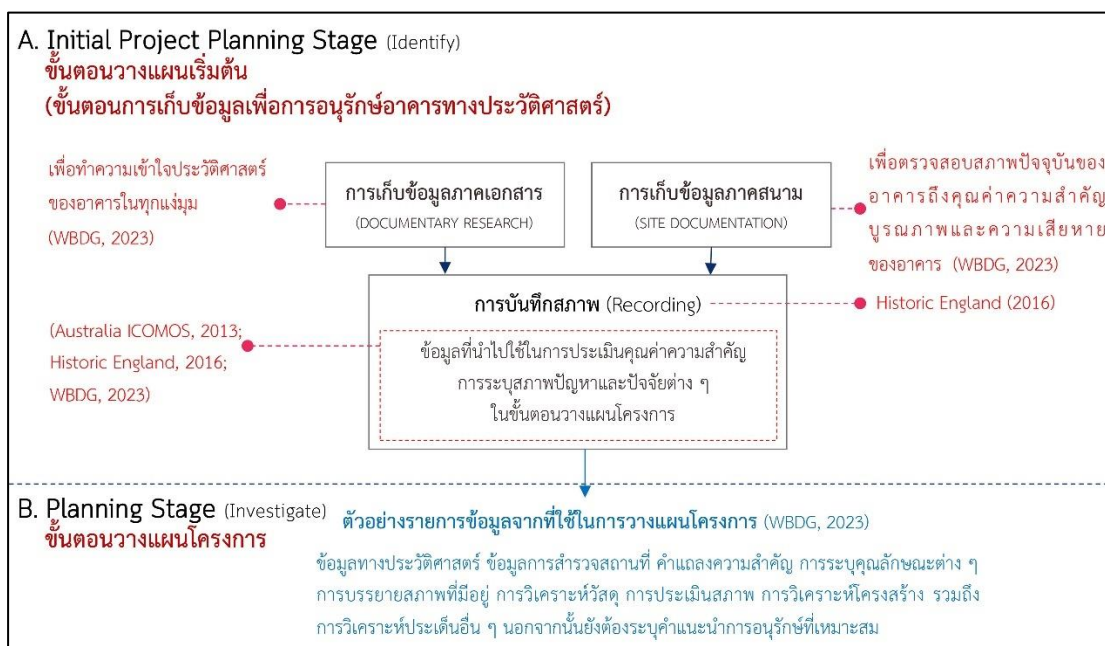 A. Initial Project Planning Stage (Identify)
ขั้นตอนวางแผนเริ่มต้น
(ขั้นตอนการเก็บข้อมูลเพื่อการอนุรักษ์อาคารทางประวัติศาสตร์)
เพื่อทำความเข้าใจประวัติศาสตร์
ของอาคารในทุกแง่มุม
(WBDG, 2023)
การเก็บข้อมูลภาคเอกสาร
(DOCUMENTARY RESEARCH)
การเก็บข้อมูลภาคสนาม
(SITE DOCUMENTATION)
เพื่อตรวจสอบสภาพปัจจุบันของ
อาคารถึงคุณค่าความสำคัญ
บูรณภาพและความเสียหาย
ของอาคาร (WBDG, 2023)
การบันทึกสภาพ (Recording)
Historic England (2016)
(Australia ICOMOS, 2013;
Historic England, 2016;
WBDG, 2023)
ข้อมูลที่นำไปใช้ในการประเมินคุณค่าความสำคัญ
การระบุสภาพปัญหาและปัจจัยต่าง ๆ
ในขั้นตอนวางแผนโครงการ
B. Planning Stage (Investigate)
ขั้นตอนวางแผนโครงการ
ตัวอย่างรายการข้อมูลจากที่ใช้ในการวางแผนโครงการ (WBDG, 2023)
ข้อมูลทางประวัติศาสตร์ ข้อมูลการสำรวจสถานที่ คำแถลงความสำคัญ การระบุคุณลักษณะต่าง ๆ
การบรรยายสภาพที่มีอยู่ การวิเคราะห์วัสดุ การประเมินสภาพ การวิเคราะห์โครงสร้าง รวมถึง
การวิเคราะห์ประเด็นอื่น ๆ นอกจากนั้นยังต้องระบุคำแนะนำการอนุรักษ์ที่เหมาะสม